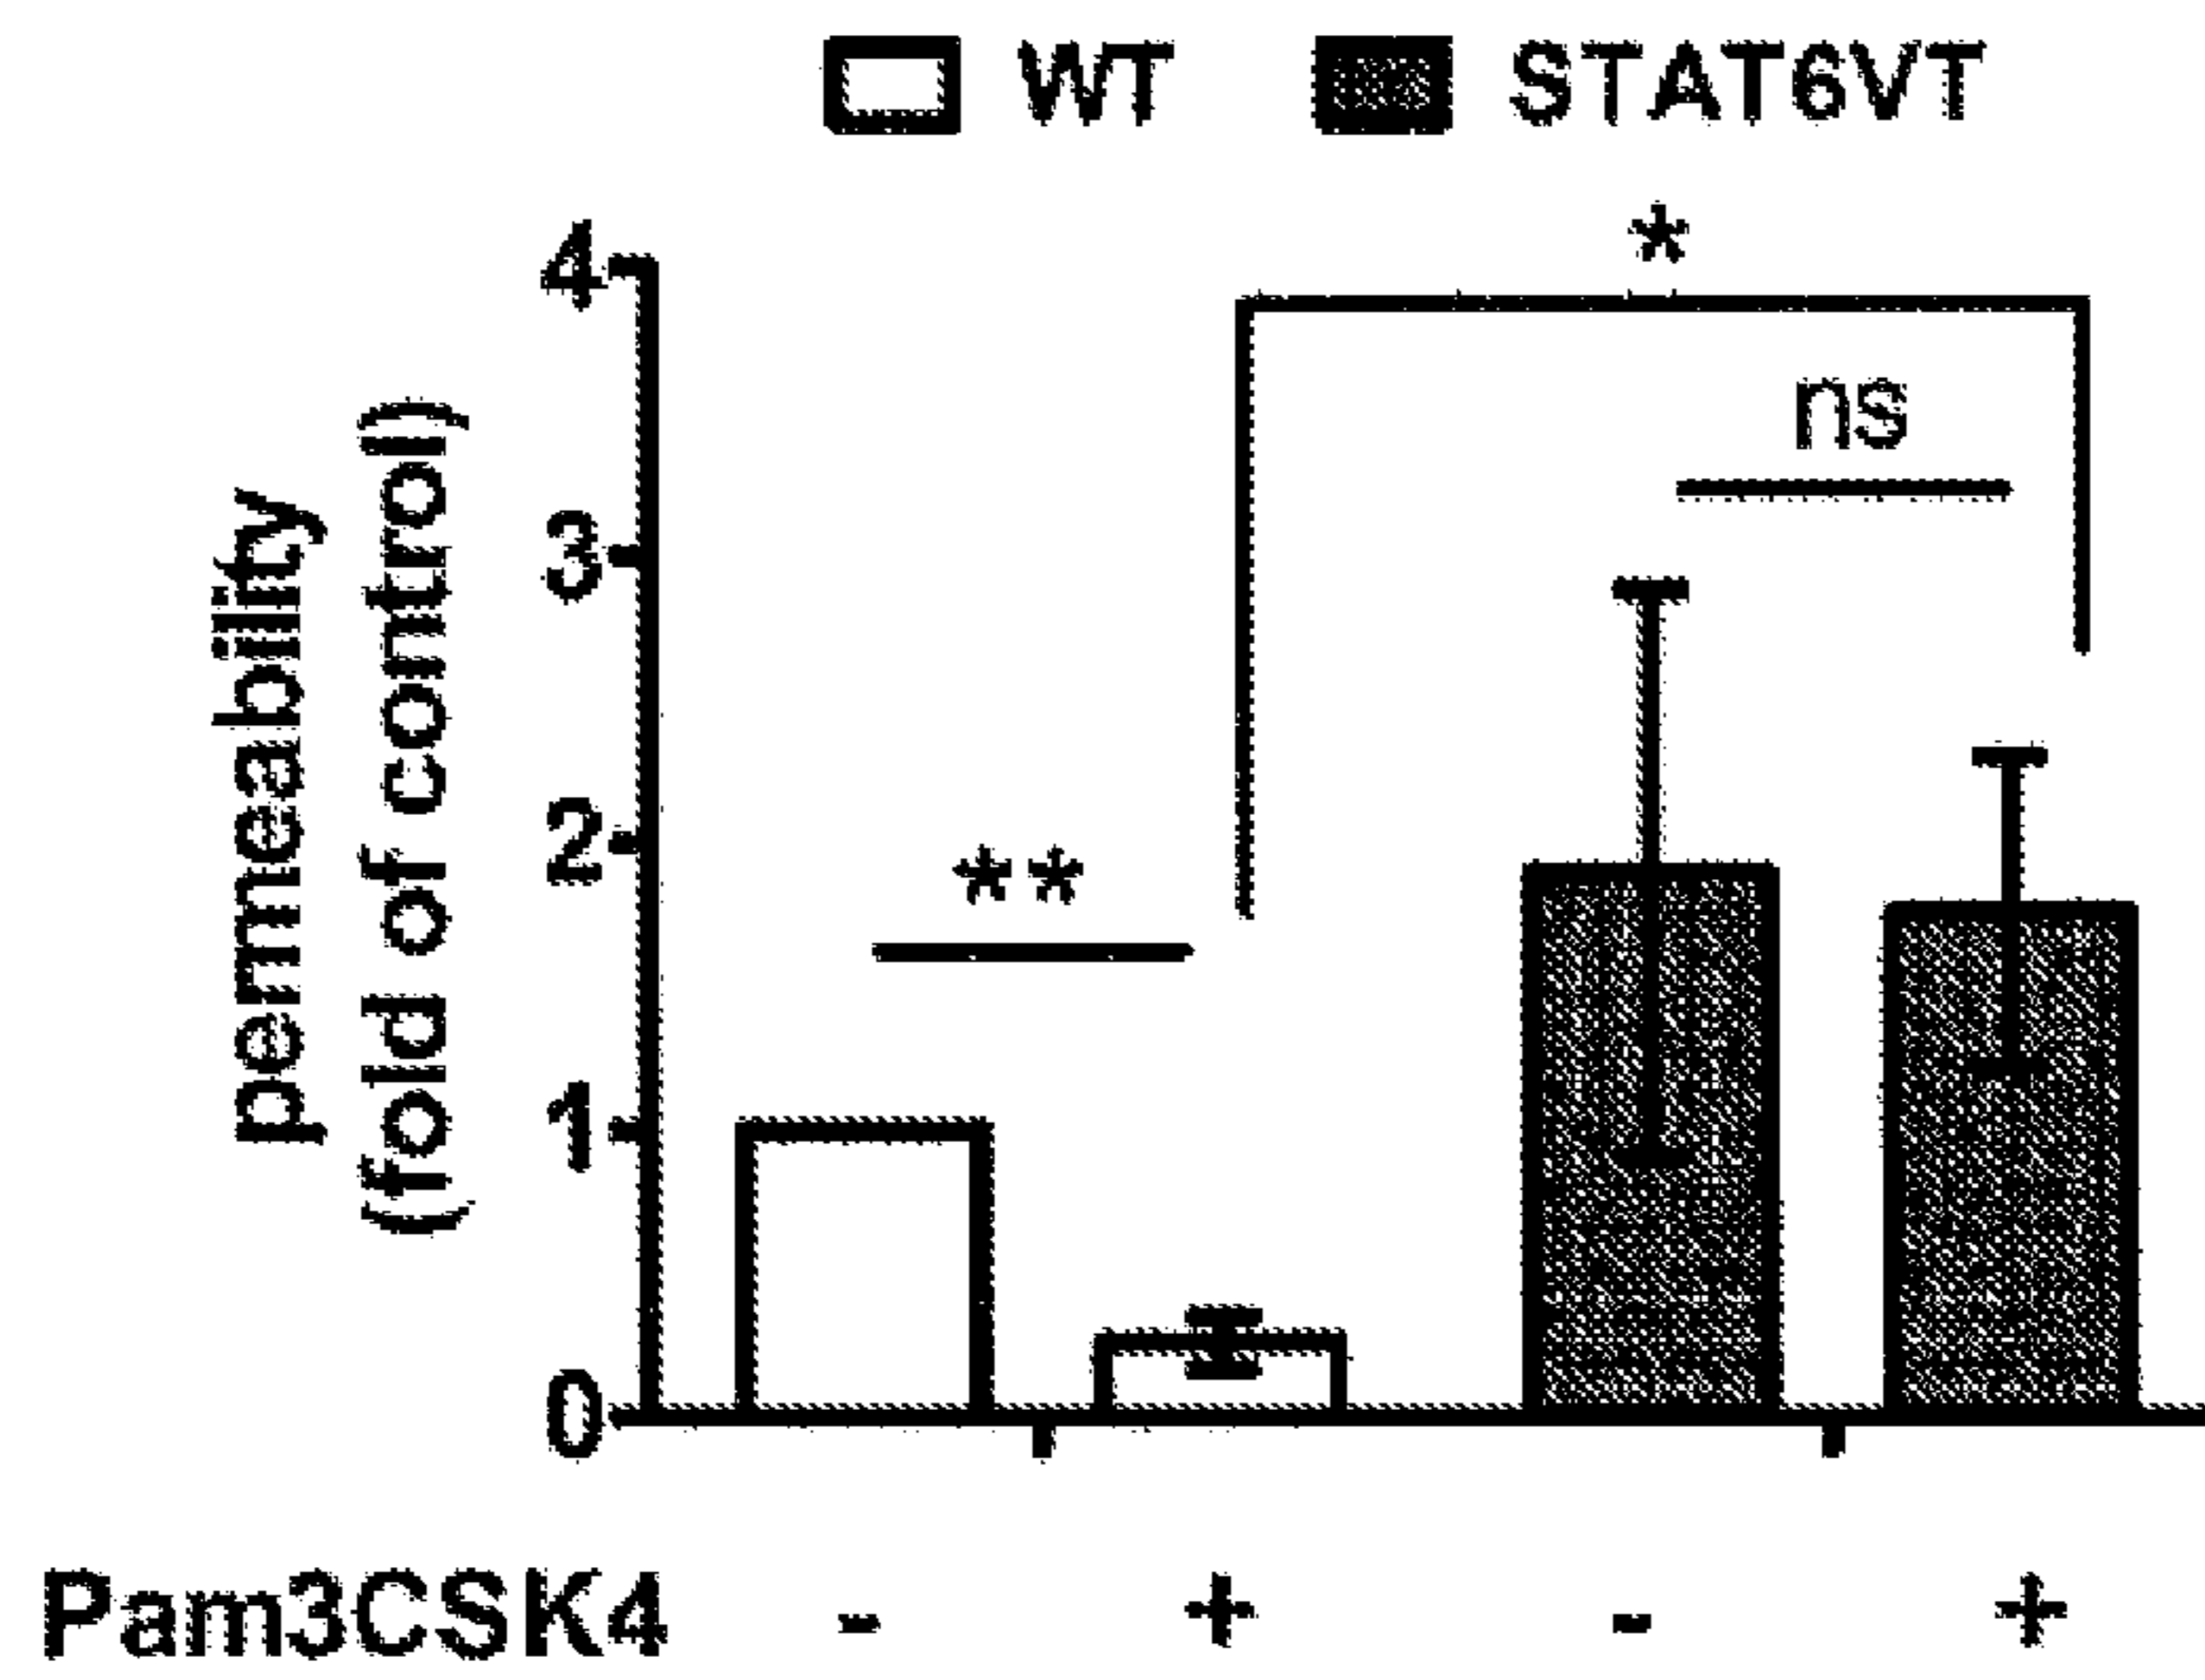 WT STAT6VT
permeability
(fold of control)
4
3
2
1
0
*
ns
**
Pam3CSK4 - + - +